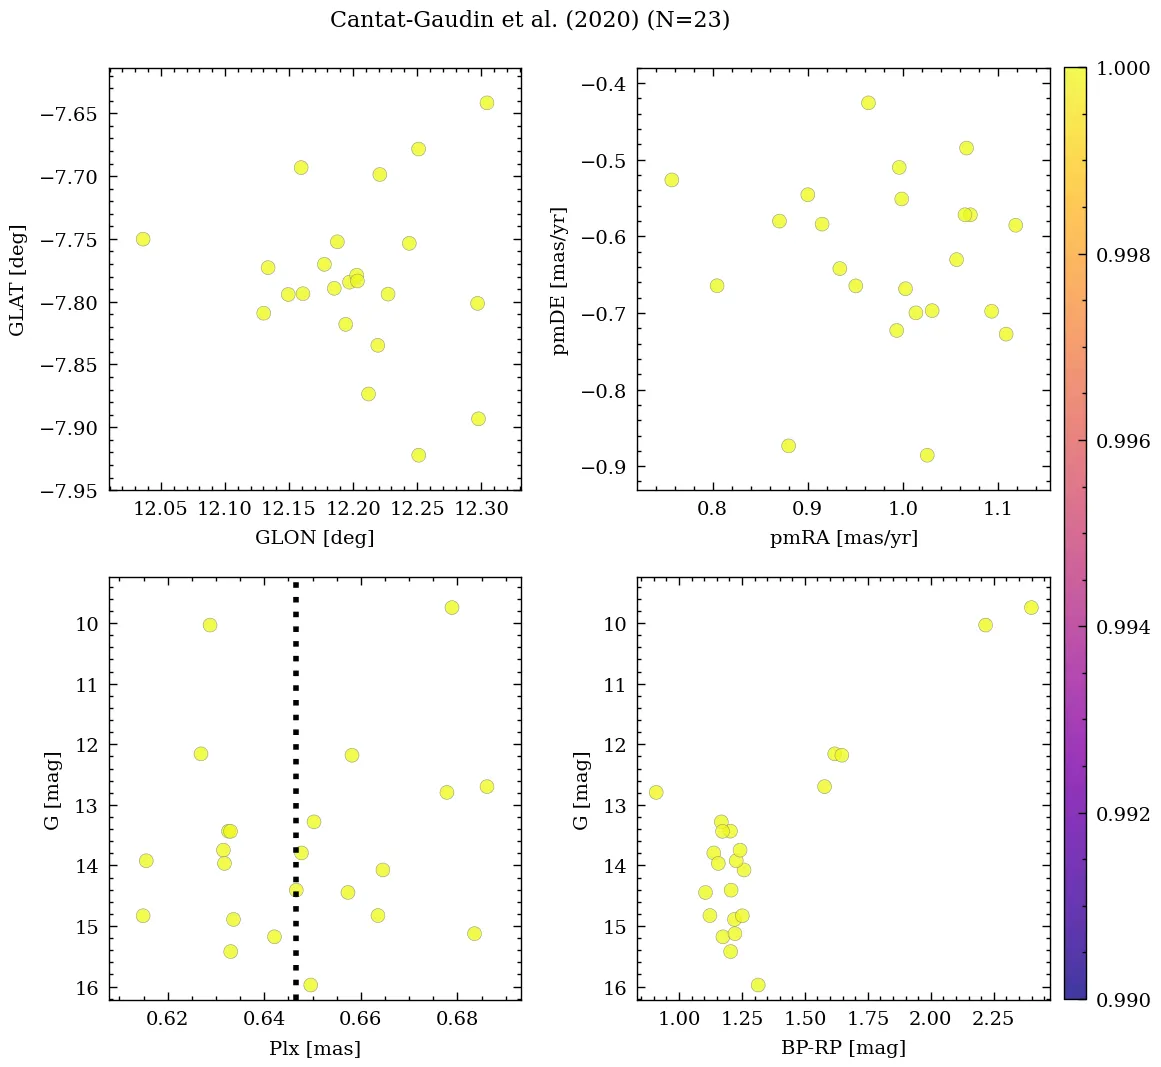 Cantat-Gaudin et al. (2020) (N=23)
GLAT [deg]
−7.65
−7.70
−7.75
−7.80
−7.85
−7.90
−7.95
12.05 12.10 12.15 12.20 12.25 12.30
GLON [deg]
pmDE [mas/yr]
−0.4
−0.5
−0.6
−0.7
−0.8
−0.9
0.8 0.9 1.0 1.1
pmRA [mas/yr]
G [mag]
10
11
12
13
14
15
16
0.62 0.64 0.66 0.68
Plx [mas]
G [mag]
10
11
12
13
14
15
16
1.00 1.25 1.50 1.75 2.00 2.25
BP-RP [mag]
1.000
0.998
0.996
0.994
0.992
0.990